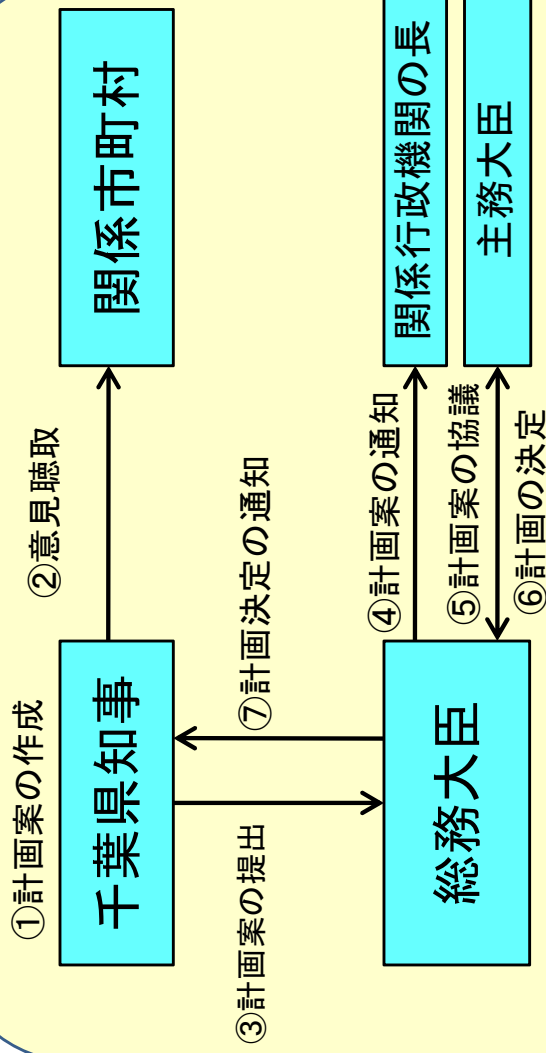 ①計画案の作成
千葉県知事
②意見聴取
関係市町村
③計画案の提出
⑦計画決定の通知
総務大臣
④計画案の通知
関係行政機関の長
⑤計画案の協議
⑥計画の決定
主務大臣